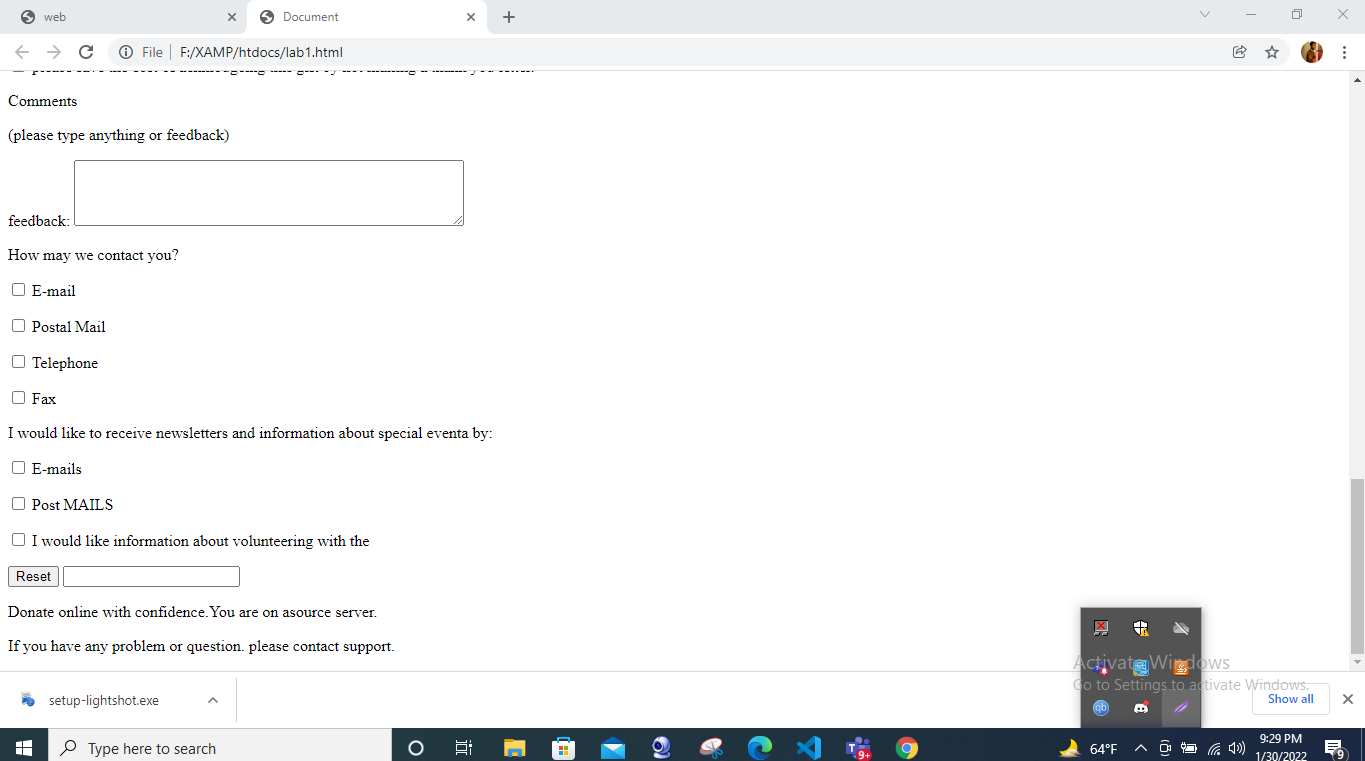 web
Document
File
F:/XAMP/htdocs/lab1.html
Comments
(please type anything or feedback)
feedback:
How may we contact you?
E-mail
Postal Mail
Telephone
Fax
I would like to receive newsletters and information about special eventa by:
E-mails
Post MAILS
I would like information about volunteering with the
Reset
Donate online with confidence.You are on asource server.
If you have any problem or question. please contact support.
Activate Windows
Go to Settings to activate Windows.
setup-lightshot.exe
Show all
Type here to search
9+
64°F
9:29 PM
1/30/2022
9
qb